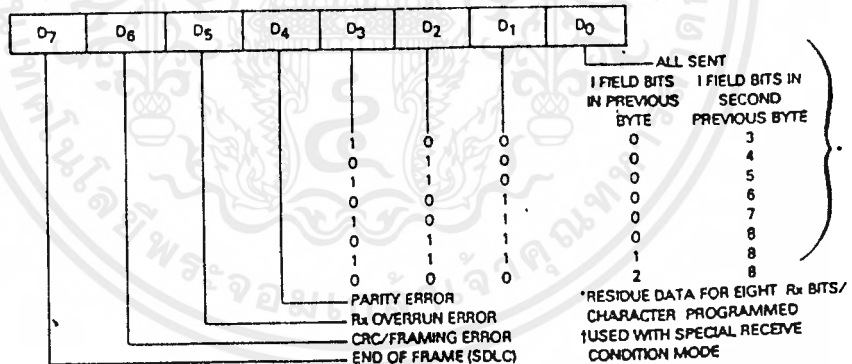 D7 D6 D5 D4 D3 D2 D1 D0
ALL SENT
I FIELD BITS IN PREVIOUS BYTE
I FIELD BITS IN SECOND PREVIOUS BYTE
1 0 0 0 3
0 1 0 0 4
1 1 0 0 5
0 0 1 0 6
1 0 1 0 7
0 1 1 0 8
1 1 1 1 8
0 0 0 2 8
PARITY ERROR
Rx OVERRUN ERROR
CRC/FRAMING ERROR
END OF FRAME (SDLC)
*RESIDUE DATA FOR EIGHT Rx BITS/
CHARACTER PROGRAMMED
†USED WITH SPECIAL RECEIVE
CONDITION MODE